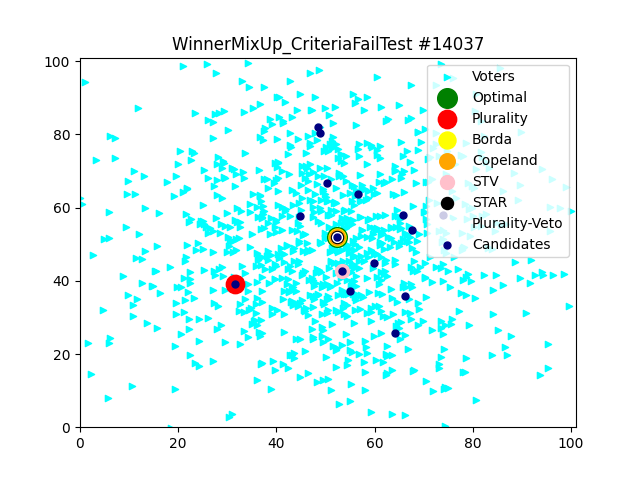 WinnerMixUp_CriteriaFailTest #14037
100
80
60
40
20
0
0
20
40
60
80
100
Voters
Optimal
Plurality
Borda
Copeland
STV
STAR
Plurality-Veto
Candidates